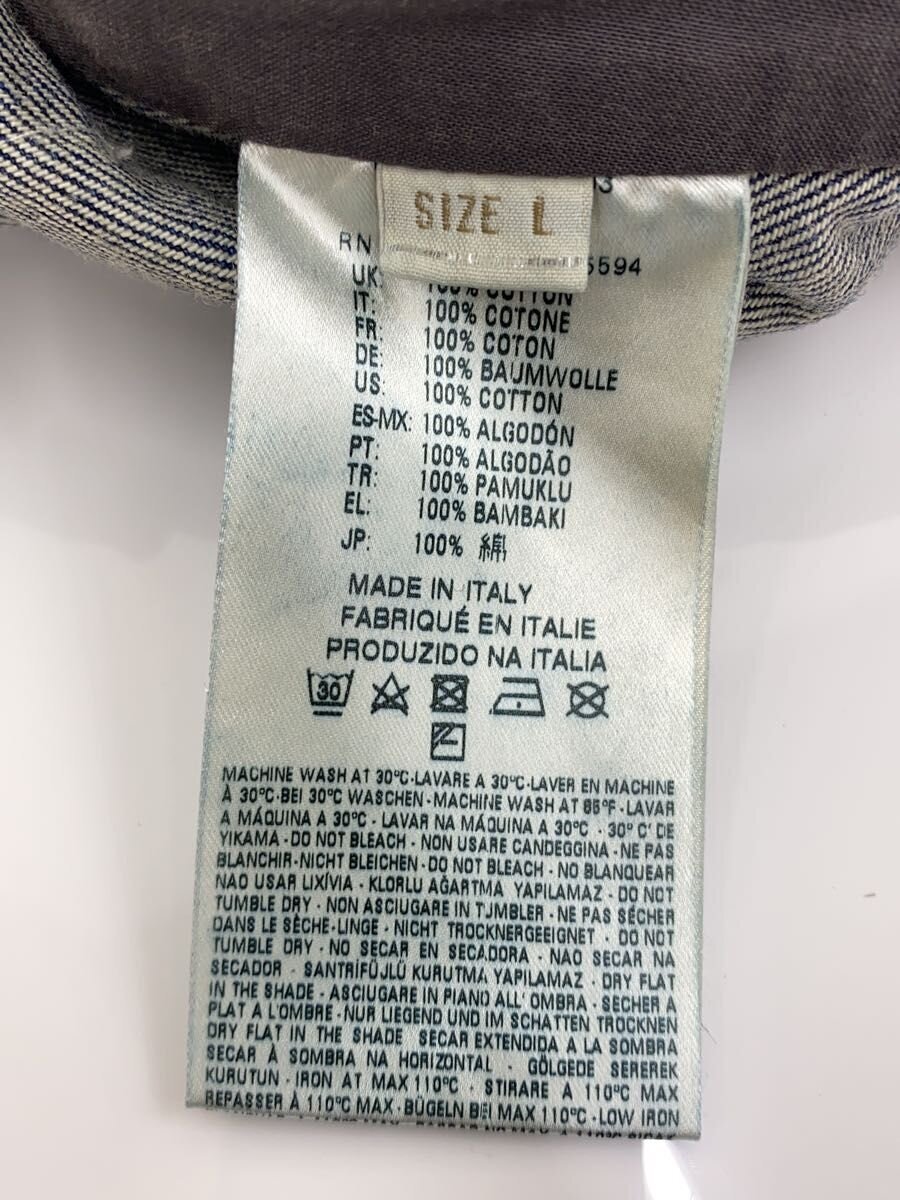 SIZE L
RN 5594
UK: 100% COTTON
IT: 100% COTONE
FR: 100% COTON
DE: 100% BAUMWOLLE
US: 100% COTTON
ES-MX: 100% ALGODÓN
PT: 100% ALGODÃO
TR: 100% PAMUKLU
EL: 100% BAMBAKI
JP: 100% 綿
MADE IN ITALY
FABRIQUÉ EN ITALIE
PRODUZIDO NA ITALIA
30
MACHINE WASH AT 30°C-LAVARE A 30°C-LAVER EN MACHINE
À 30°C-BEI 30°C WASCHEN-MACHINE WASH AT 85°F-LAVAR
A MÁQUINA A 30°C - LAVAR NA MÁQUINA A 30°C - 30° C' DE
YIKAMA - DO NOT BLEACH - NON USARE CANDEGGINA - NE PAS
BLANCHIR-NICHT BLEICHEN-DO NOT BLEACH - NO BLANQUEAR
NAO USAR LIXÍVIA - KLORLU AĞARTMA YAPILAMAZ - DO NOT
TUMBLE DRY - NON ASCIUGARE IN TUMBLER - NE PAS SÉCHER
DANS LE SÈCHE-LINGE - NICHT TROCKNERGEEIGNET - DO NOT
TUMBLE DRY - NO SECAR EN SECADORA - NAO SECAR NA
SECADOR - SANTRİFÜJLÜ KURUTMA YAPILAMAZ - DRY FLAT
IN THE SHADE - ASCIUGARE IN PIANO ALL' OMBRA - SECHER A
PLAT A L'OMBRE - NUR LIEGEND UND IM SCHATTEN TROCKNEN
DRY FLAT IN THE SHADE SECAR EXTENDIDA A LA SOMBRA
SECAR À SOMBRA NA HORIZONTAL - GÖLGEDE SEREREK
KURUTUN - IRON AT MAX 110°C - STIRARE A 110°C MAX
REPASSER À 110°C MAX - BÜGELN BEI MAX 110°C - LOW IRON